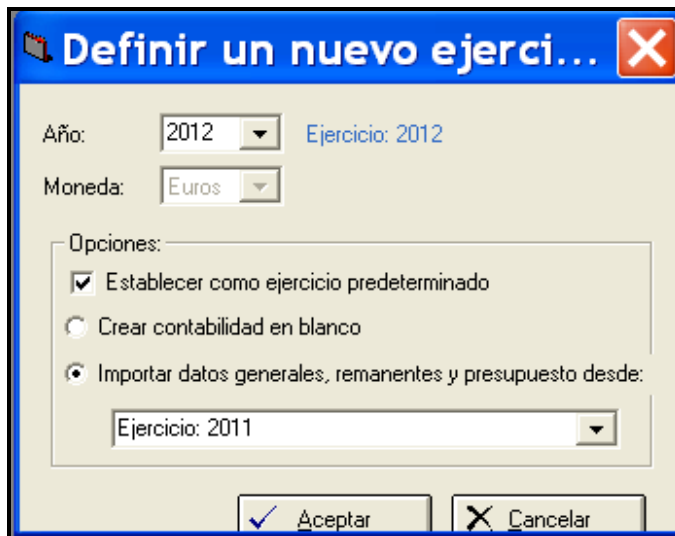 Definir un nuevo ejerci...
Año: 2012 Ejercicio: 2012
Moneda: Euros
Opciones:
Establecer como ejercicio predeterminado
Crear contabilidad en blanco
Importar datos generales, remanentes y presupuesto desde:
Ejercicio: 2011
Aceptar Cancelar